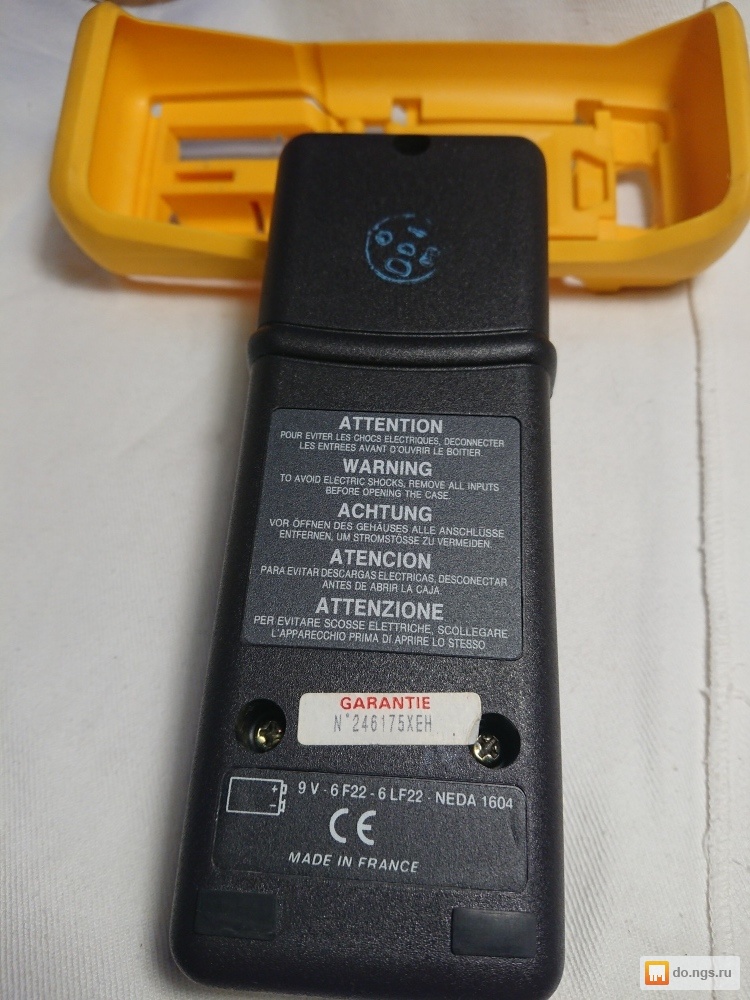 ATTENTION
POUR EVITER LES CHOCS ELECTRIQUES, DECONNECTER
LES ENTRÉES AVANT D'OUVRIR LE BOITIER
WARNING
TO AVOID ELECTRIC SHOCKS, REMOVE ALL INPUTS
BEFORE OPENING THE CASE.
ACHTUNG
VOR ÖFFNEN DES GEHÄUSES ALLE ANSCHLÜSSE
ENTFERNEN, UM STROMSTÖSSE ZU VERMEIDEN.
ATENCION
PARA EVITAR DESCARGAS ELECTRICAS, DESCONECTAR
ANTES DE ABRIR LA CAJA
ATTENZIONE
PER EVITARE SCOSSE ELETTRICHE, SCOLLEGARE
L'APPARECCHIO PRIMA DI APRIRE LO STESSO
GARANTIE
N°246175XEH
+
−
9 V - 6 F22 - 6 LF22 - NEDA 1604
CE
MADE IN FRANCE
do.ngs.ru